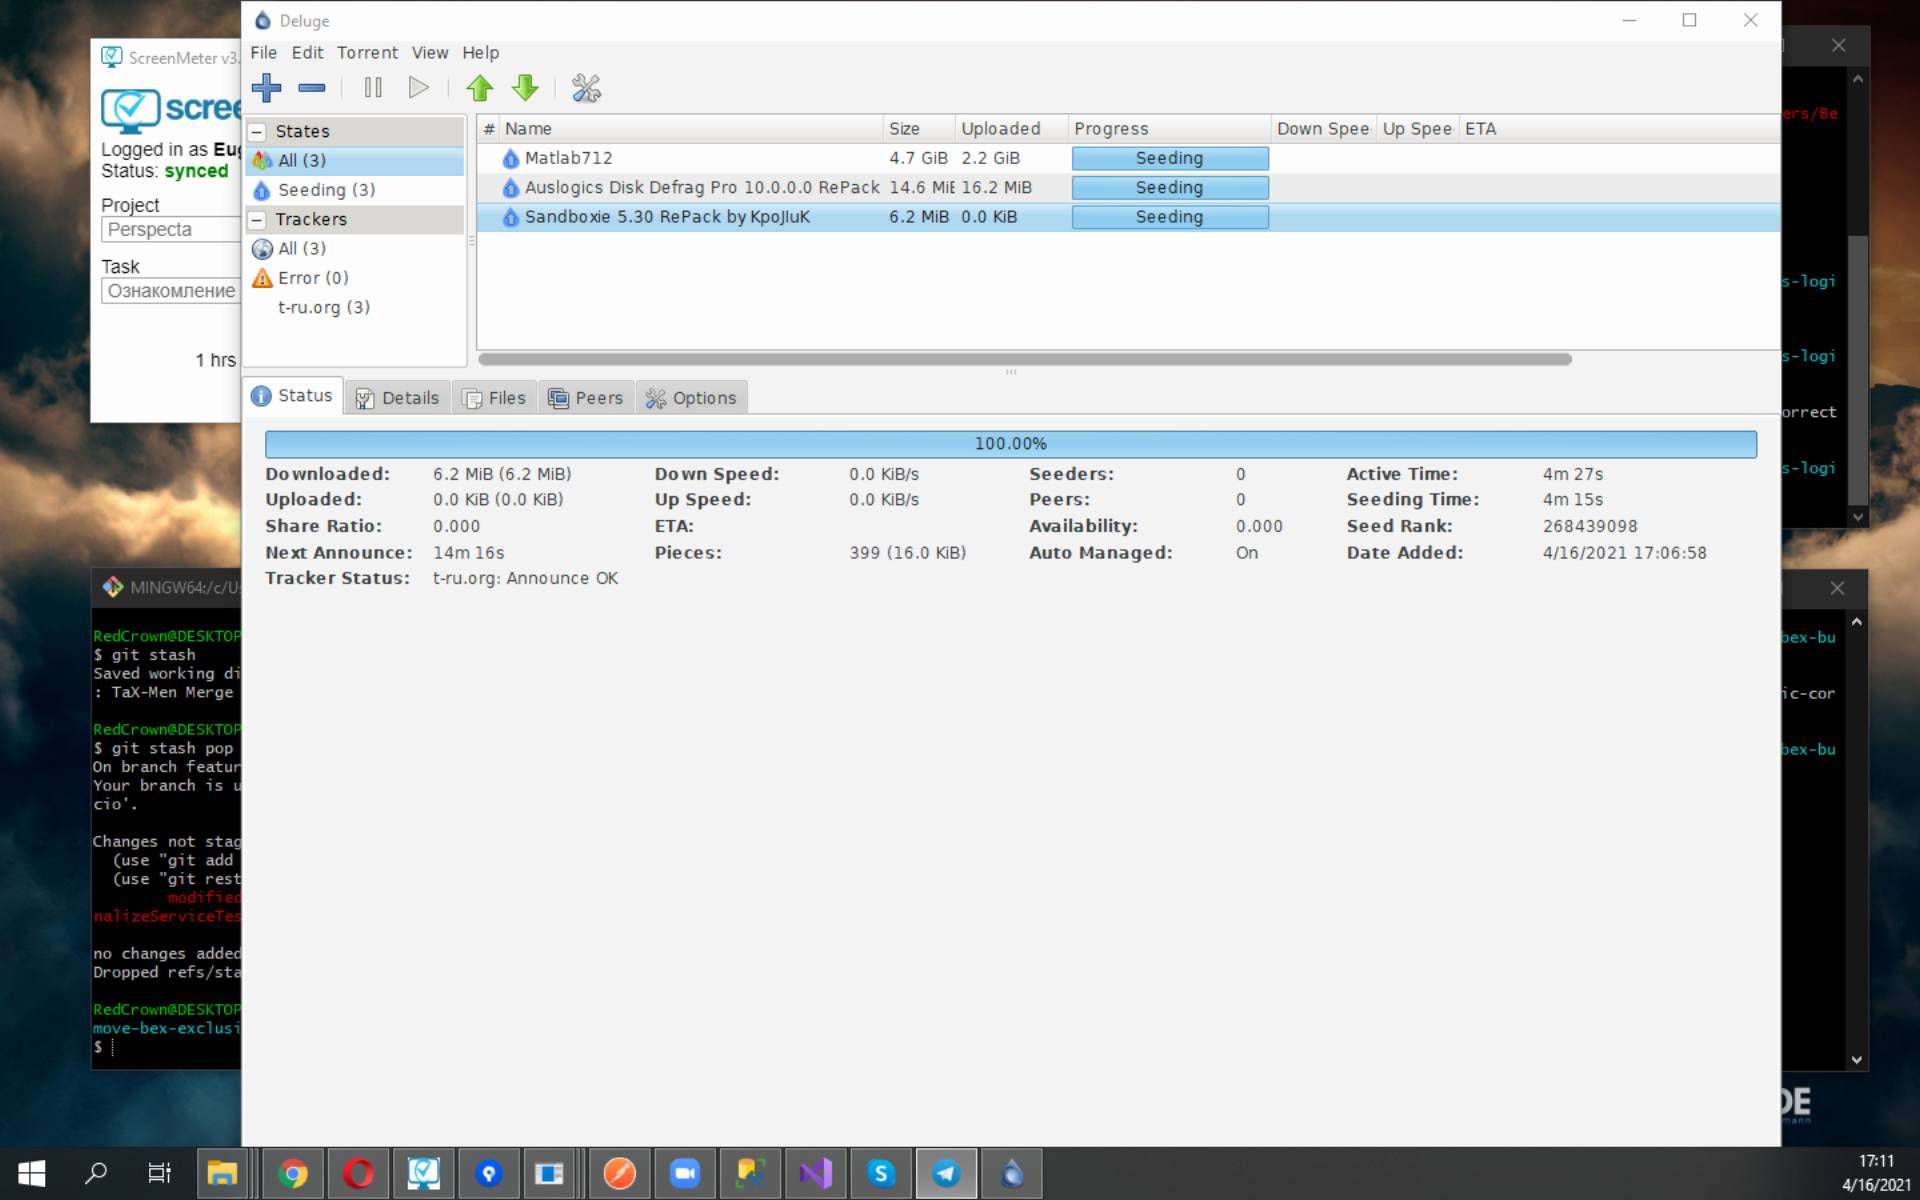 Deluge
File Edit Torrent View Help
States
All (3)
Seeding (3)
Trackers
All (3)
Error (0)
t-ru.org (3)
# Name Size Uploaded Progress Down Spee Up Spee ETA
Matlab712 4.7 GiB 2.2 GiB Seeding
Auslogics Disk Defrag Pro 10.0.0.0 RePack 14.6 MiB 16.2 MiB Seeding
Sandboxie 5.30 RePack by KpoJIuK 6.2 MiB 0.0 KiB Seeding
Status Details Files Peers Options
100.00%
Downloaded: 6.2 MiB (6.2 MiB) Down Speed: 0.0 KiB/s Seeders: 0 Active Time: 4m 27s
Uploaded: 0.0 KiB (0.0 KiB) Up Speed: 0.0 KiB/s Peers: 0 Seeding Time: 4m 15s
Share Ratio: 0.000 ETA: Availability: 0.000 Seed Rank: 268439098
Next Announce: 14m 16s Pieces: 399 (16.0 KiB) Auto Managed: On Date Added: 4/16/2021 17:06:58
Tracker Status: t-ru.org: Announce OK
ScreenMeter v3.
scree
Logged in as Eug
Status: synced
Project
Perspecta
Task
Ознакомление
1 hrs
MINGW64:/c/U
RedCrown@DESKTOP
$ git stash
Saved working di
: TaX-Men Merge
RedCrown@DESKTOP
$ git stash pop
On branch featur
Your branch is u
cio'.
Changes not stag
(use "git add
(use "git rest
modified
nalizeServiceTes
no changes added
Dropped refs/sta
RedCrown@DESKTOP
move-bex-exclusi
$
ers/Be
s-logi
s-logi
orrect
s-logi
bex-bu
ic-cor
bex-bu
DE
mann
17:11
4/16/2021